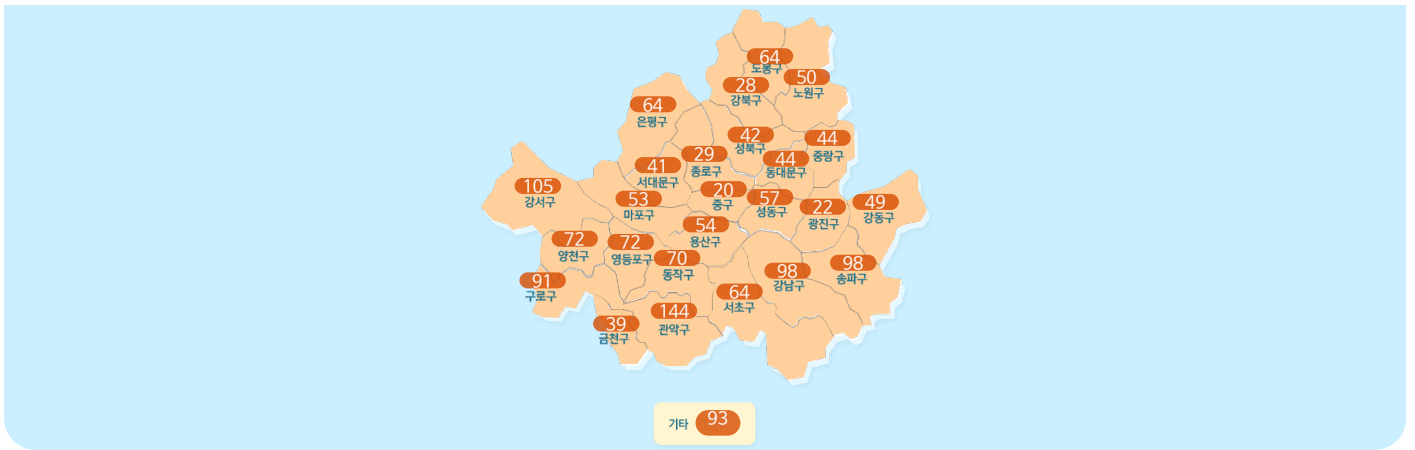 64
도봉구
50
노원구
28
강북구
64
은평구
42
성북구
44
중랑구
29
종로구
44
동대문구
41
서대문구
105
강서구
53
마포구
20
중구
57
성동구
22
광진구
49
강동구
54
용산구
72
양천구
72
영등포구
70
동작구
98
강남구
98
송파구
91
구로구
64
서초구
144
관악구
39
금천구
기타 93